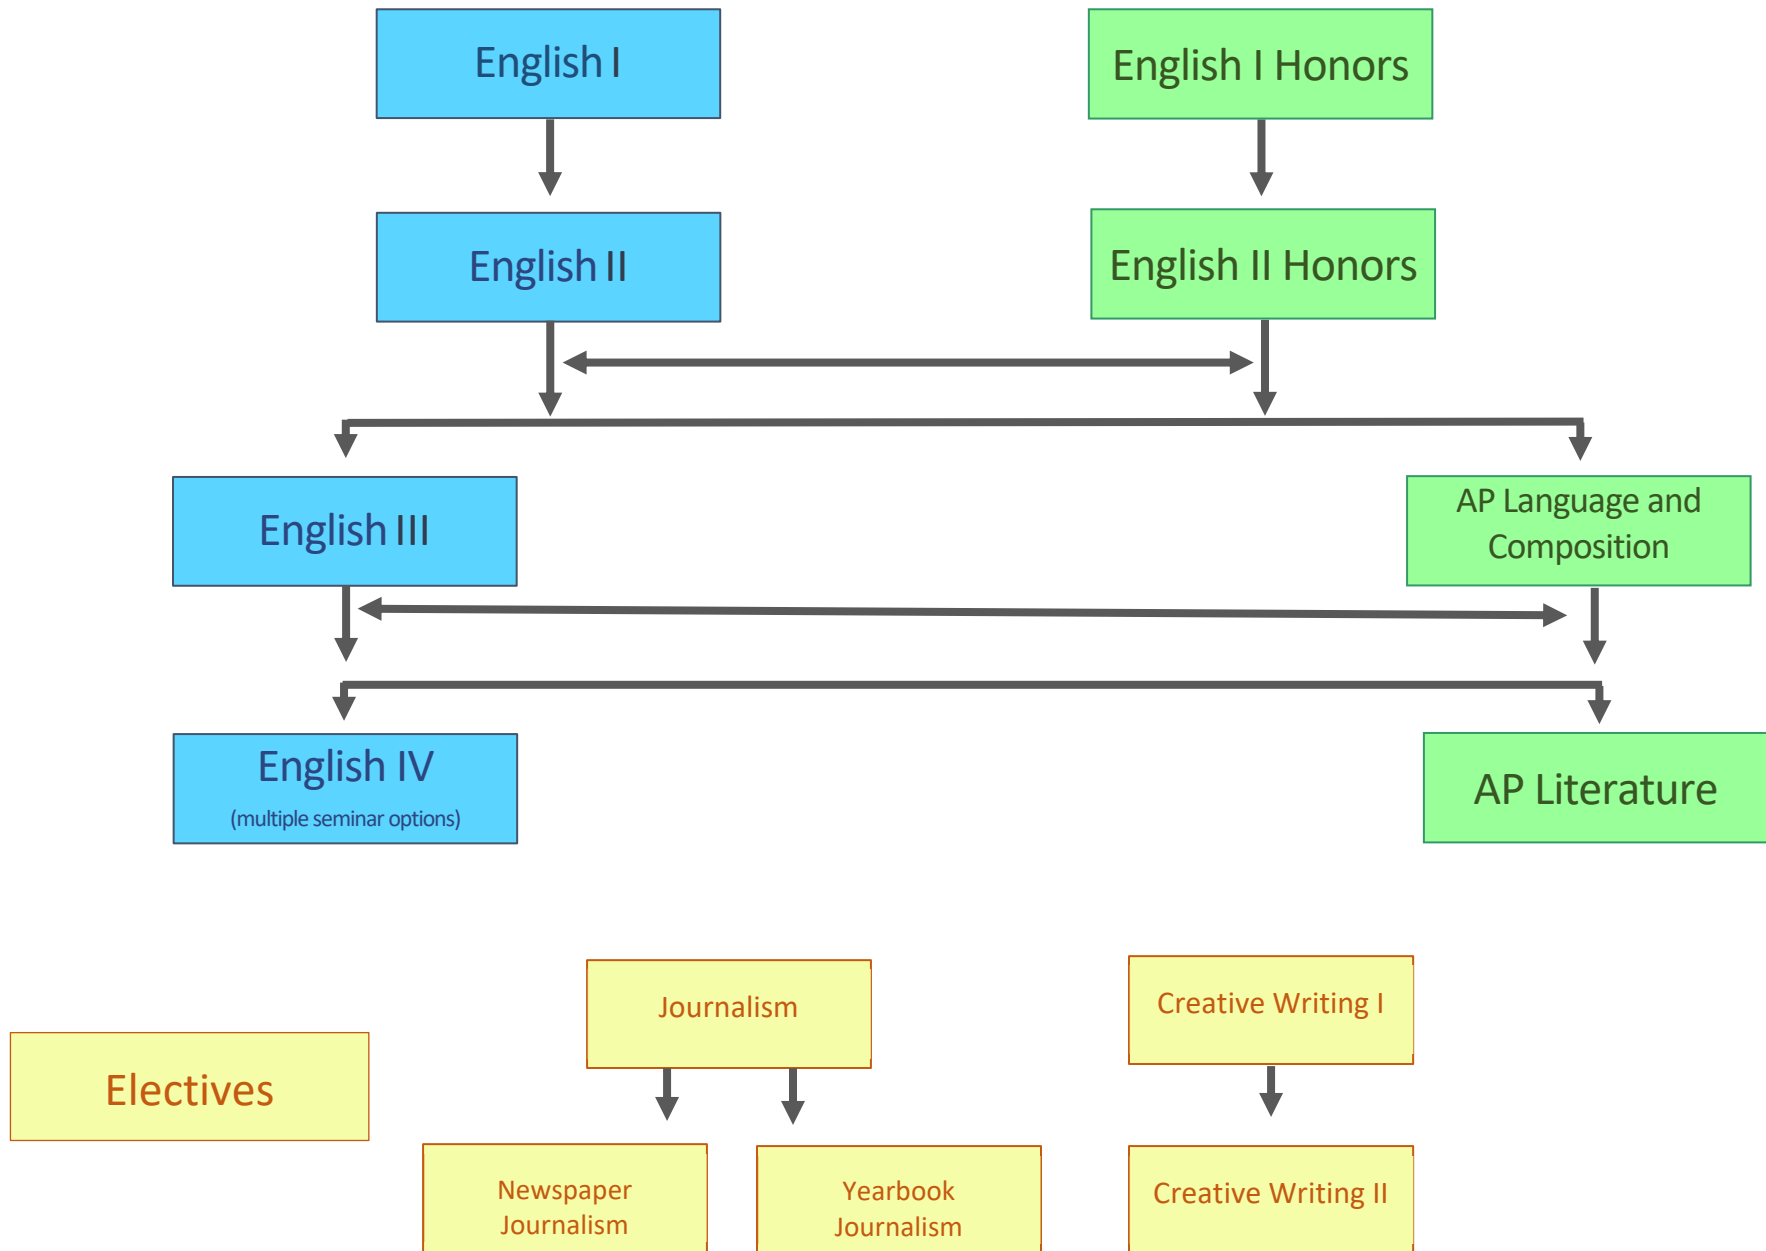 English I
English I Honors
English II
English II Honors
English III
AP Language and
Composition
English IV
(multiple seminar options)
AP Literature
Electives
Journalism
Creative Writing I
Newspaper
Journalism
Yearbook
Journalism
Creative Writing II